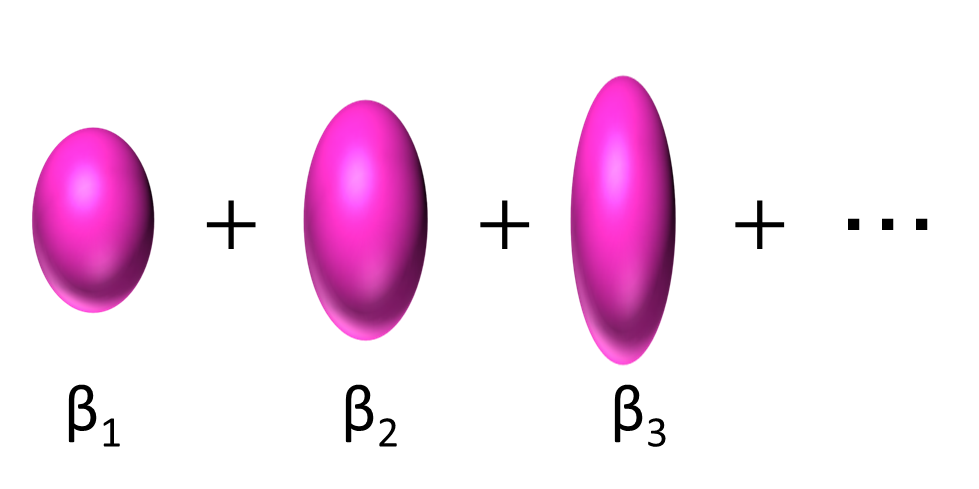 + + + ...
β₁ β₂ β₃